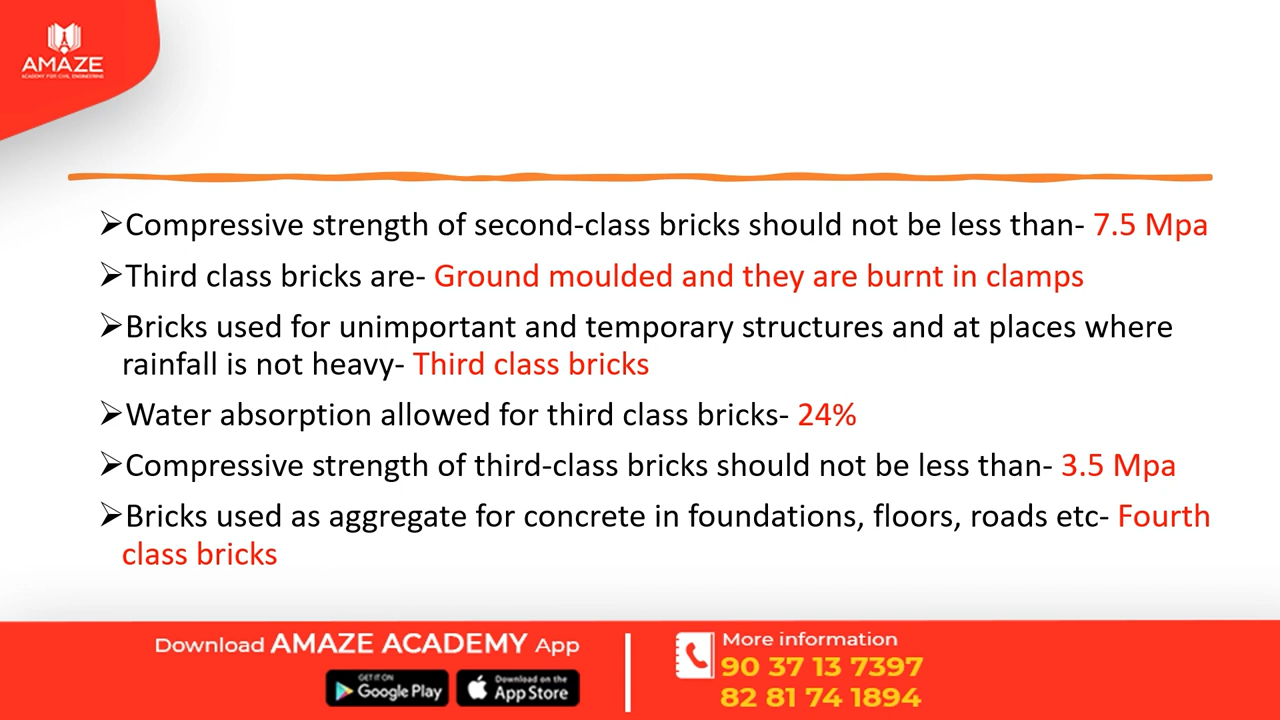 AMAZE
ACADEMY FOR CIVIL ENGINEERING
➢Compressive strength of second-class bricks should not be less than- 7.5 Mpa
➢Third class bricks are- Ground moulded and they are burnt in clamps
➢Bricks used for unimportant and temporary structures and at places where
rainfall is not heavy- Third class bricks
➢Water absorption allowed for third class bricks- 24%
➢Compressive strength of third-class bricks should not be less than- 3.5 Mpa
➢Bricks used as aggregate for concrete in foundations, floors, roads etc- Fourth
class bricks
Download AMAZE ACADEMY App
GET IT ON
Google Play
Download on the
App Store
More information
90 37 13 7397
82 81 74 1894